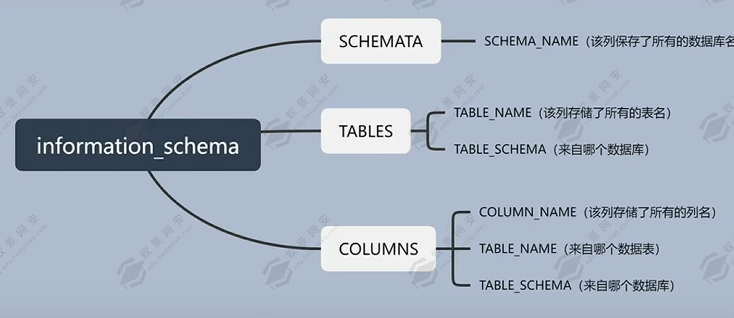 SCHEMATA
SCHEMA_NAME（该列保存了所有的数据库名
TABLE_NAME（该列存储了所有的表名）
information_schema
TABLES
TABLE_SCHEMA（来自哪个数据库）
COLUMN_NAME（该列存储了所有的列名）
COLUMNS
TABLE_NAME（来自哪个数据表）
TABLE_SCHEMA（来自哪个数据库）